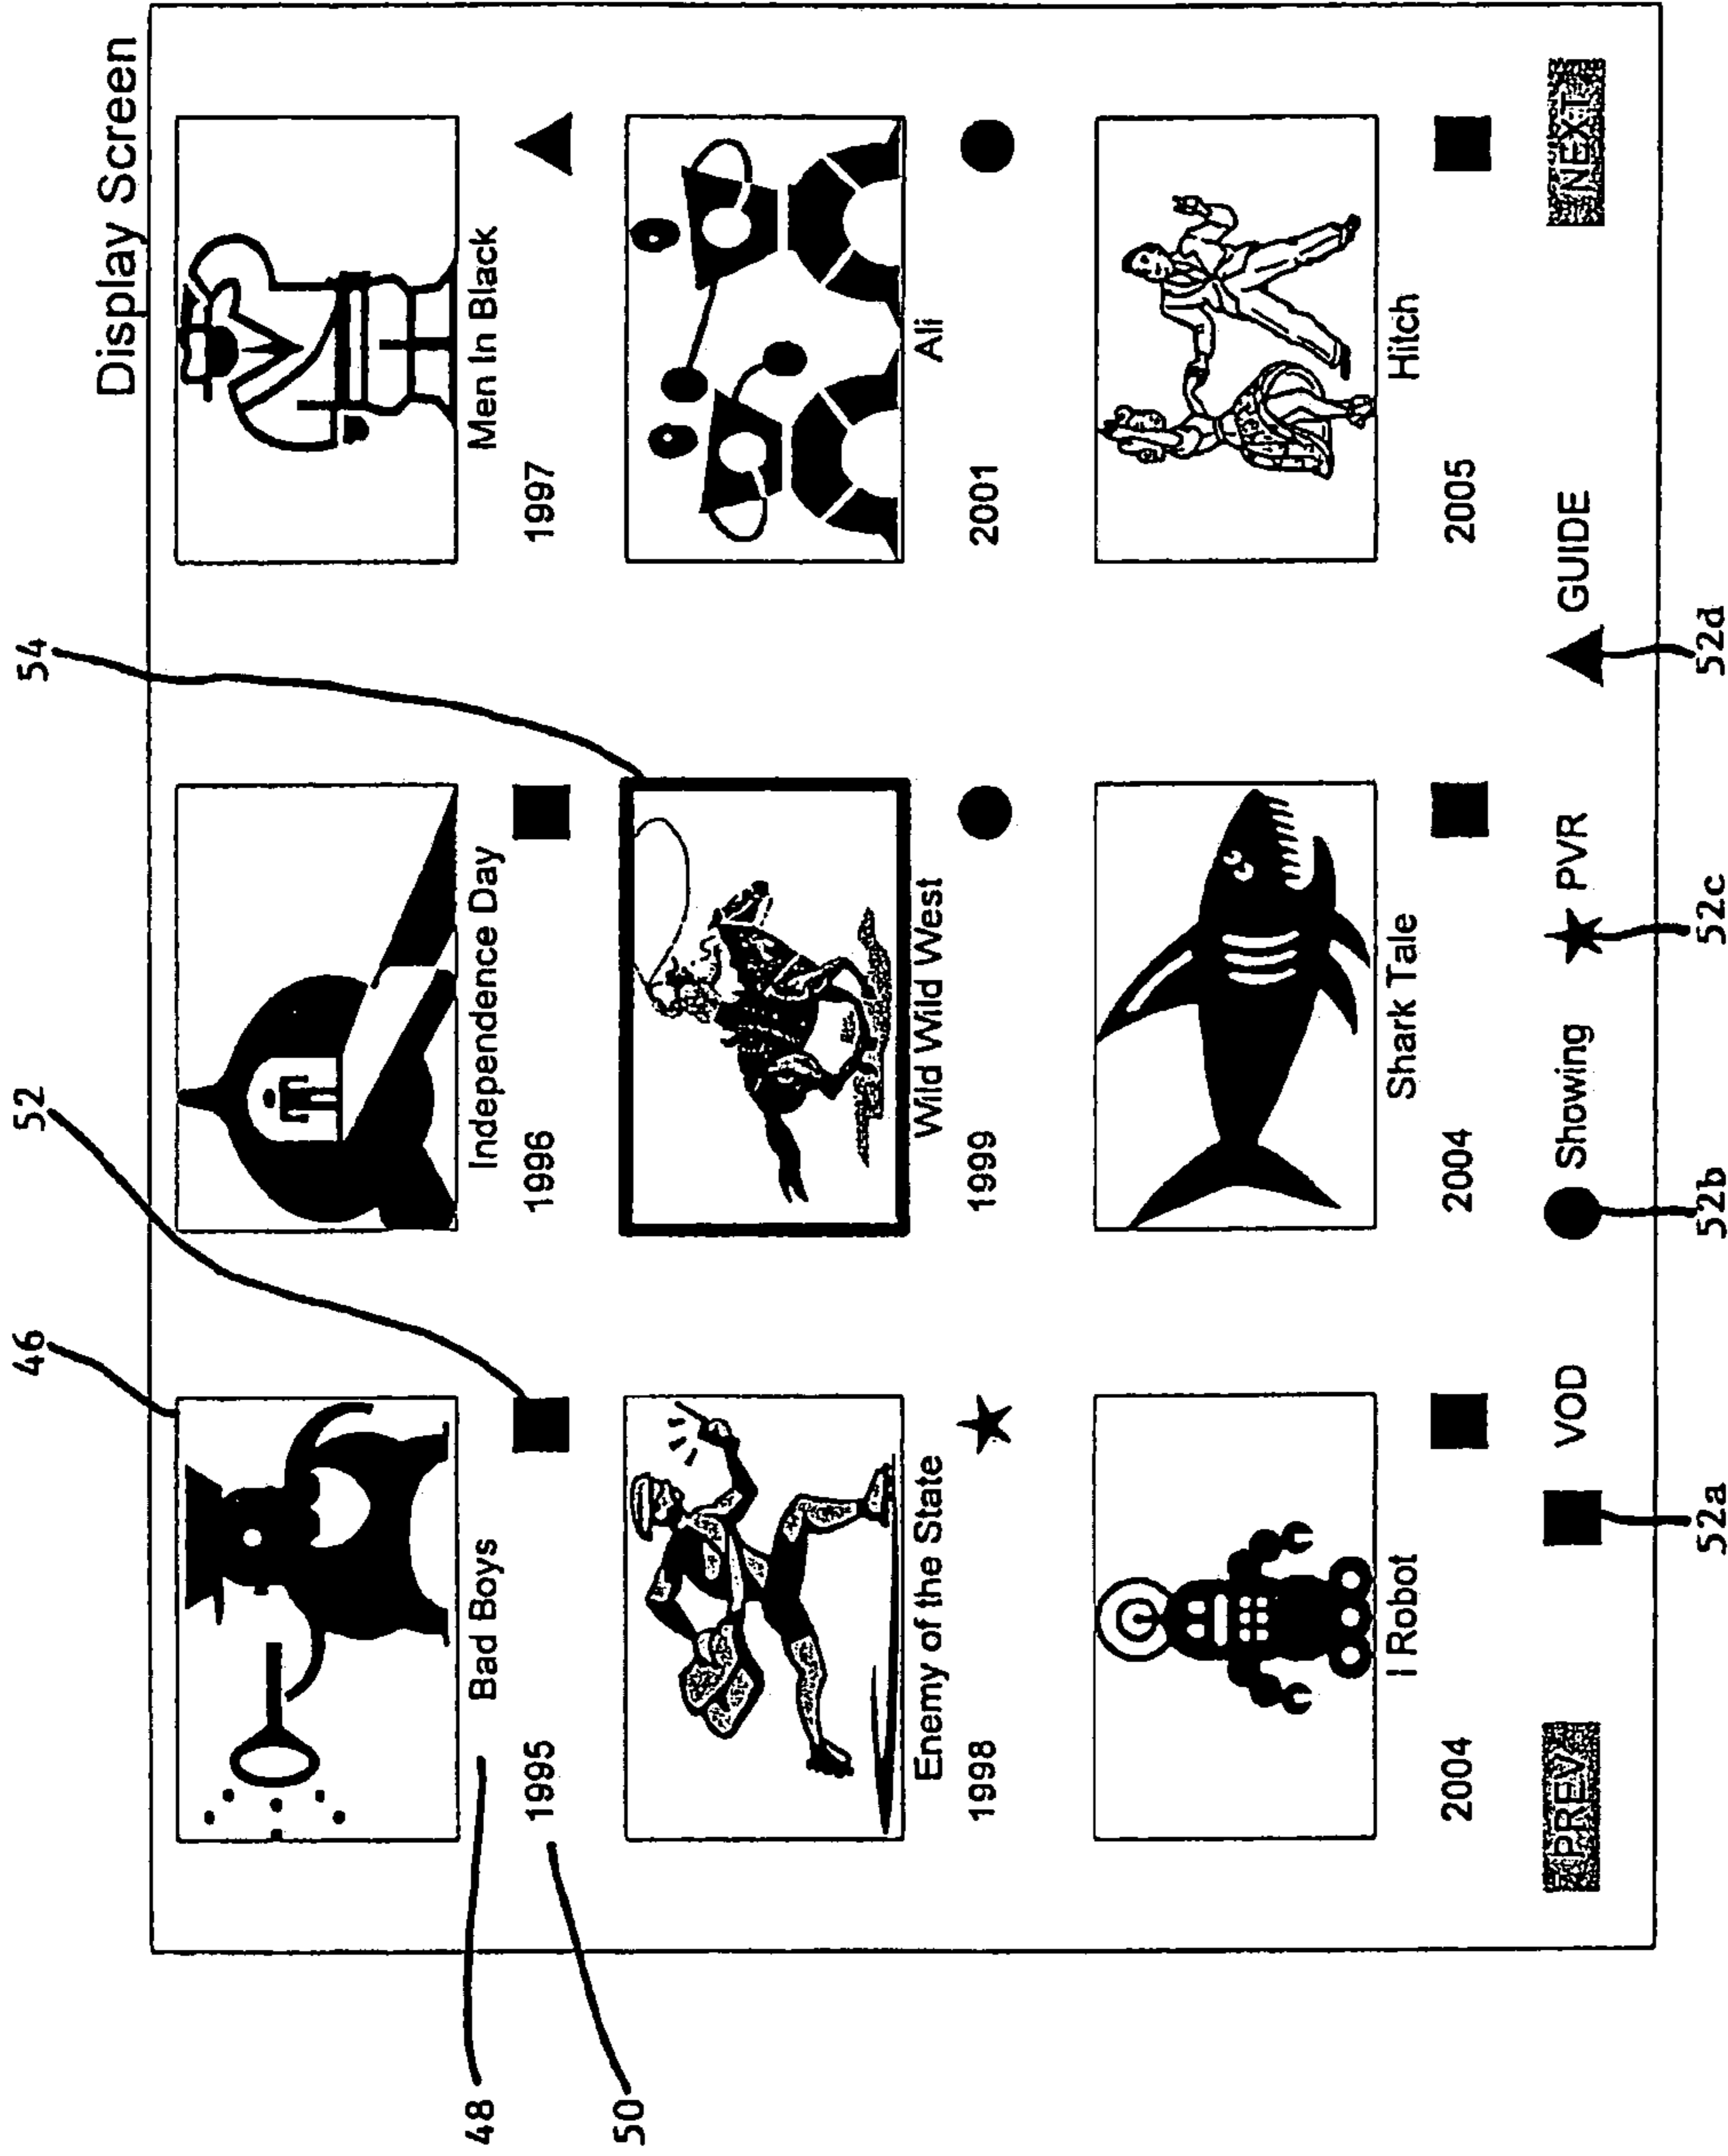 46 52 54
Display Screen
48 Bad Boys Independence Day Men In Black
1995 1996 1997
50
Enemy of the State Wild Wild West Ali
1998 1999 2001
I Robot Shark Tale Hitch
2004 2004 2005
PREV VOD Showing PVR GUIDE NEXT
52a 52b 52c 52d